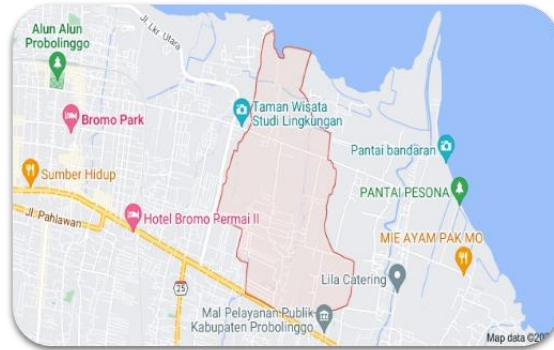 Alun Alun
Probolinggo
Jl. Lkr. Utara
Bromo Park
Taman Wisata
Studi Lingkungan
Pantai bandaran
Sumber Hidup
PANTAI PESONA
Jl. Pahlawan
Hotel Bromo Permai II
MIE AYAM PAK MO
25
Lila Catering
Mal Pelayanan Publik
Kabupaten Probolinggo
Map data ©20